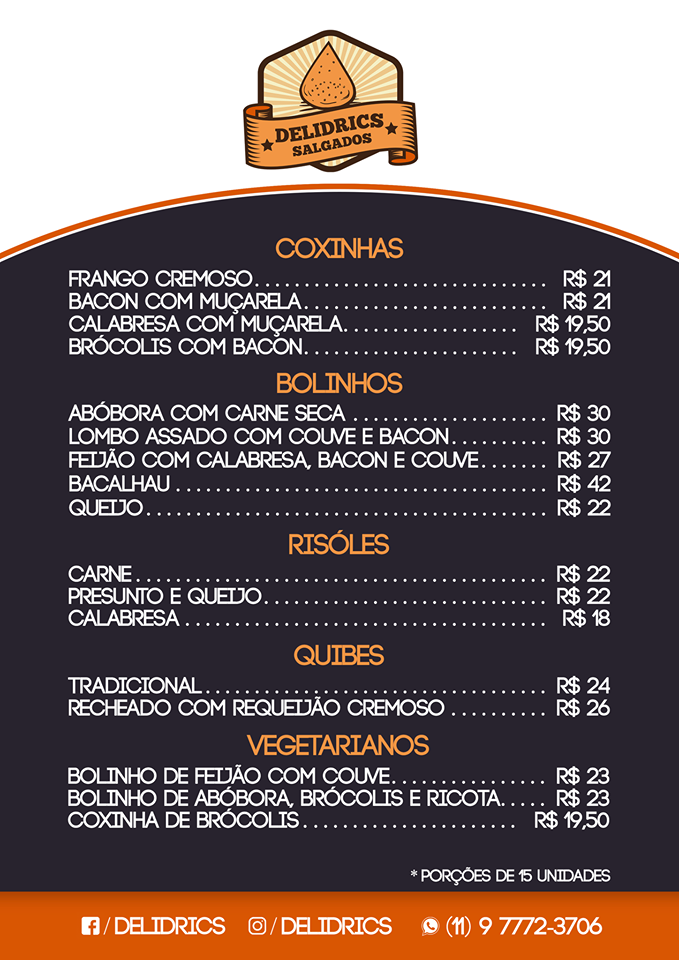 DELIDRICS
SALGADOS
COXINHAS
FRANGO CREMOSO............................. R$ 21
BACON COM MUÇARELA........................ R$ 21
CALABRESA COM MUÇARELA................. R$ 19,50
BRÓCOLIS COM BACON..................... R$ 19,50
BOLINHOS
ABÓBORA COM CARNE SECA ................... R$ 30
LOMBO ASSADO COM COUVE E BACON.......... R$ 30
FEIJÃO COM CALABRESA, BACON E COUVE....... R$ 27
BACALHAU ..................................... R$ 42
QUEIJO........................................ R$ 22
RISÓLES
CARNE......................................... R$ 22
PRESUNTO E QUEIJO............................ R$ 22
CALABRESA .................................... R$ 18
QUIBES
TRADICIONAL.................................. R$ 24
RECHEADO COM REQUEIJÃO CREMOSO .......... R$ 26
VEGETARIANOS
BOLINHO DE FEIJÃO COM COUVE................ R$ 23
BOLINHO DE ABÓBORA, BRÓCOLIS E RICOTA..... R$ 23
COXINHA DE BRÓCOLIS...................... R$ 19,50
* PORÇÕES DE 15 UNIDADES
/ DELIDRICS / DELIDRICS (11) 9 7772-3706